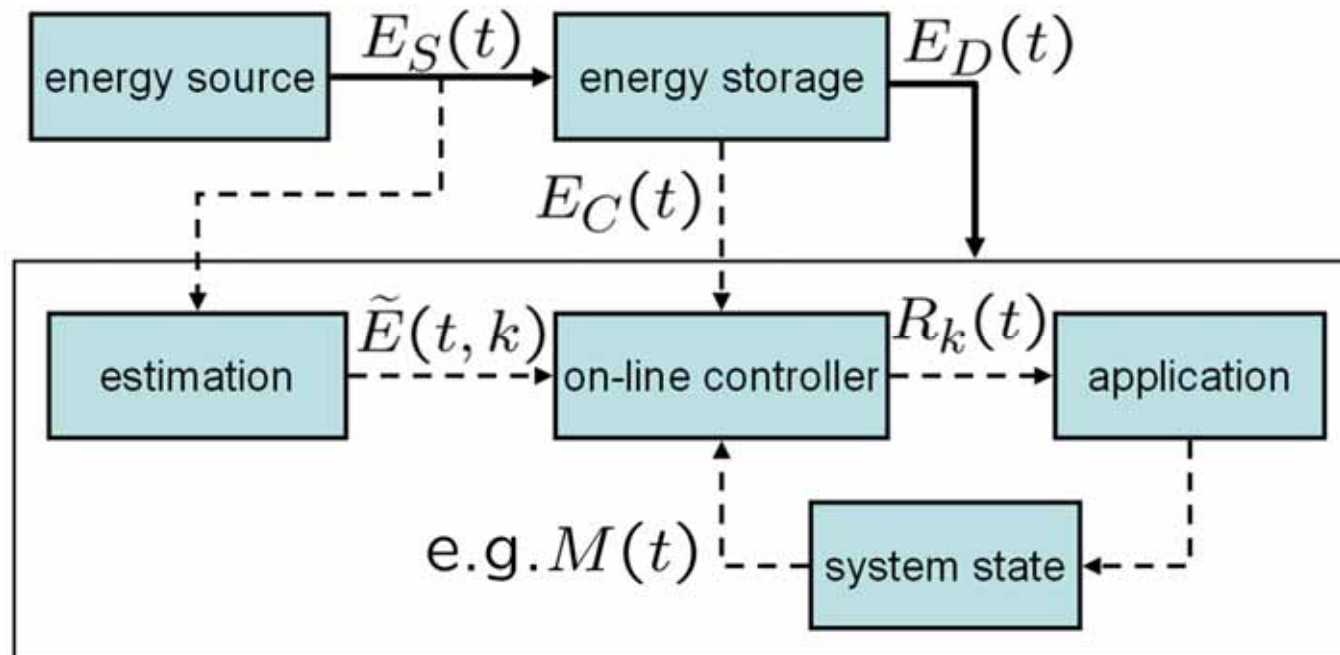 energy source
E_S(t)
energy storage
E_D(t)
E_C(t)
estimation
Ẽ(t, k)
on-line controller
R_k(t)
application
e.g. M(t)
system state